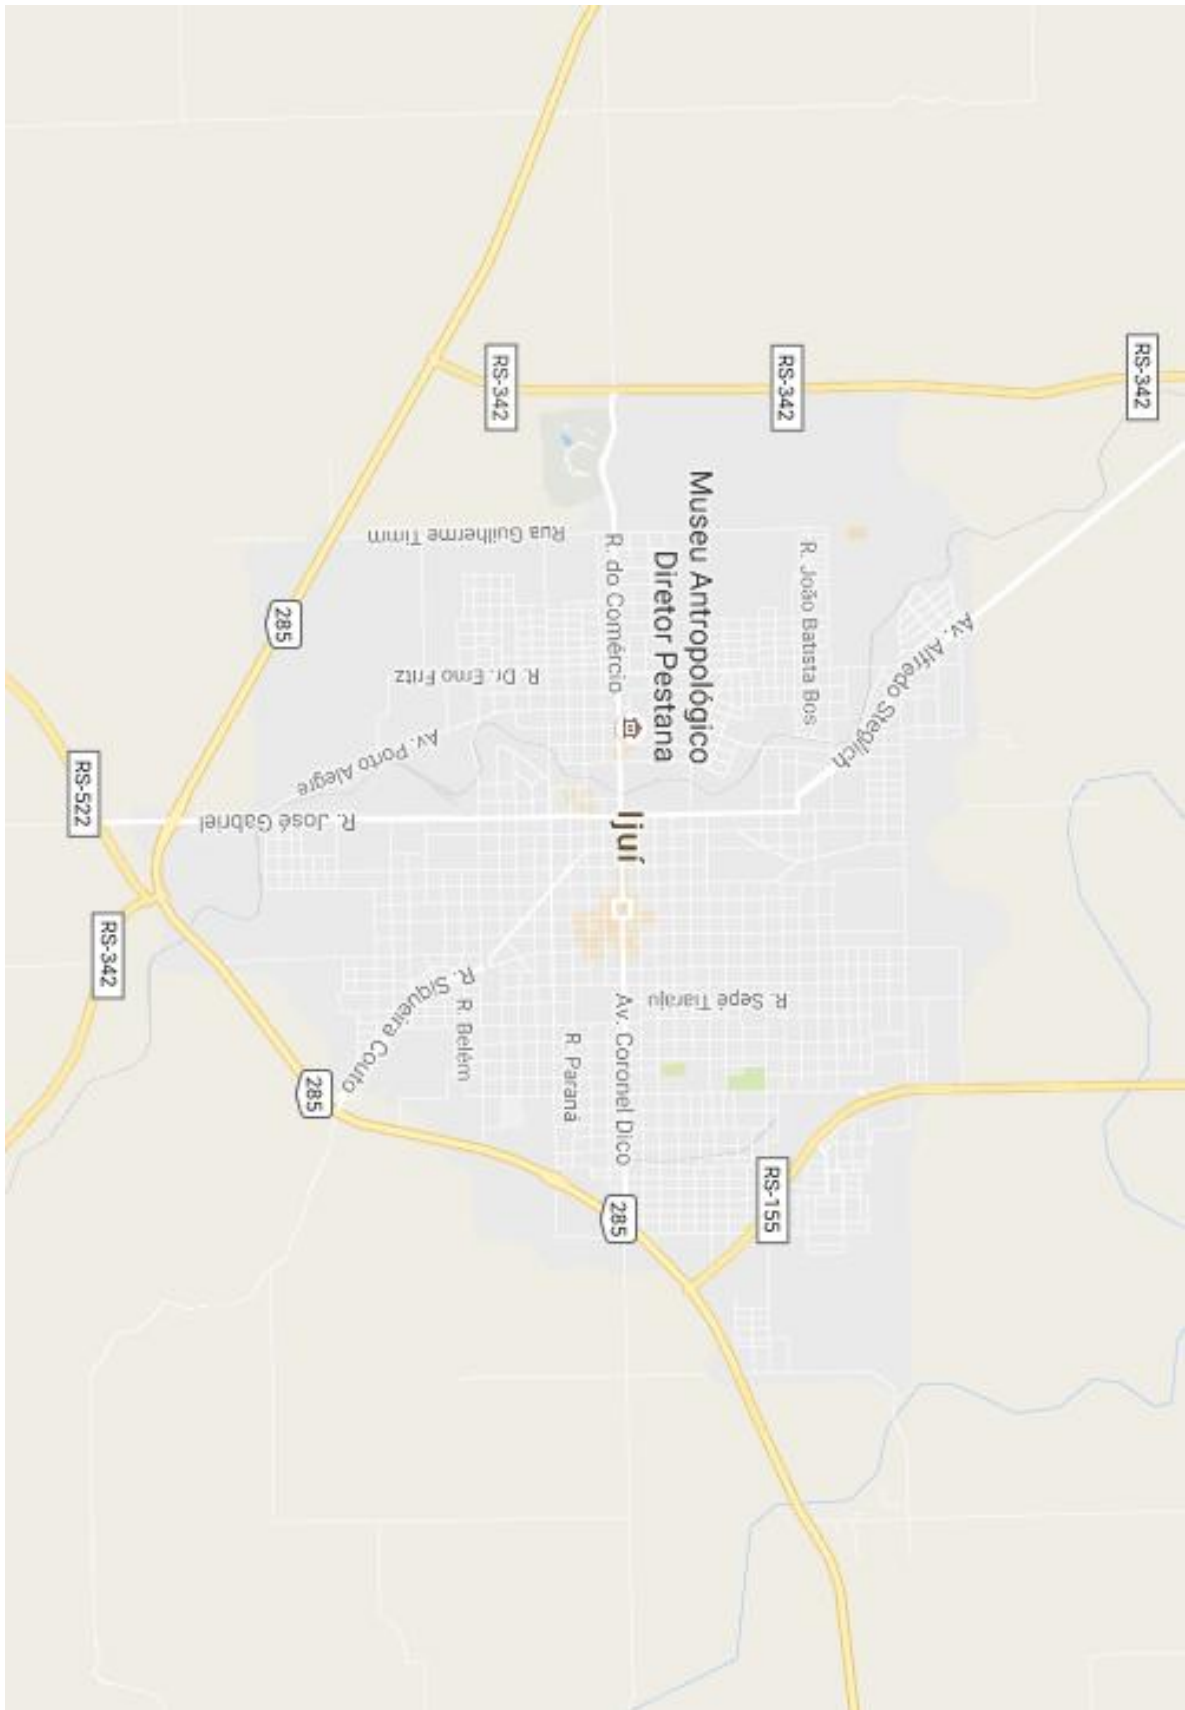 RS-342
Av. Alfredo Steglich
R. João Batista Bos
RS-342
RS-155
R. Sepé Tiaraju
Museu Antropológico
Diretor Pestana
Ijuí
R. do Comércio
Av. Coronel Dico
285
R. Paraná
RS-342
Rua Guilherme Timm
R. Dr. Erno Fritz
R. Belém
R. Siqueira Couto
Av. Porto Alegre
285
285
R. José Gabriel
RS-342
RS-522